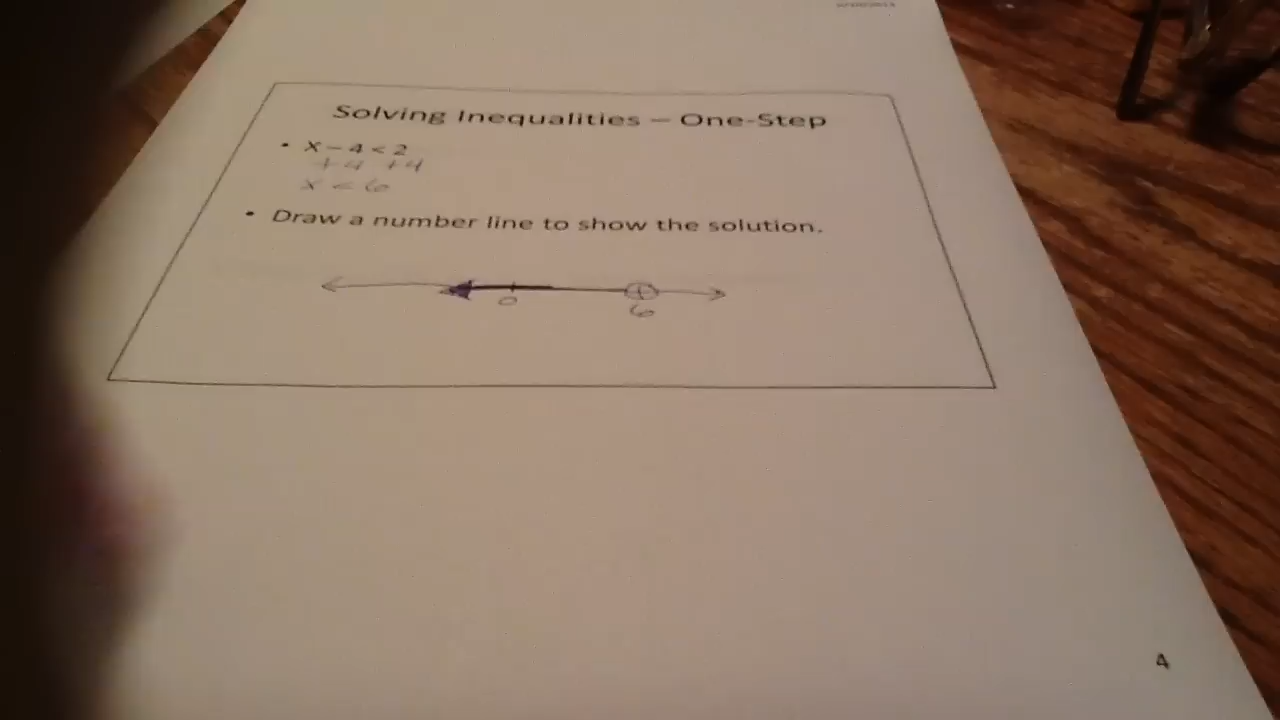 Solving Inequalities – One-Step
• x – 4 < 2
+4 +4
x < 6
• Draw a number line to show the solution.
0
6
4